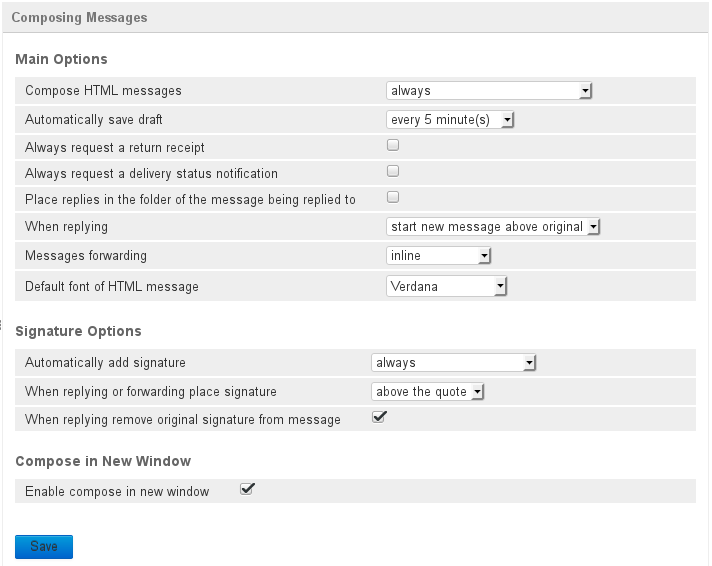 Composing Messages
Main Options
Compose HTML messages always
Automatically save draft every 5 minute(s)
Always request a return receipt
Always request a delivery status notification
Place replies in the folder of the message being replied to
When replying start new message above original
Messages forwarding inline
Default font of HTML message Verdana
Signature Options
Automatically add signature always
When replying or forwarding place signature above the quote
When replying remove original signature from message
Compose in New Window
Enable compose in new window
Save